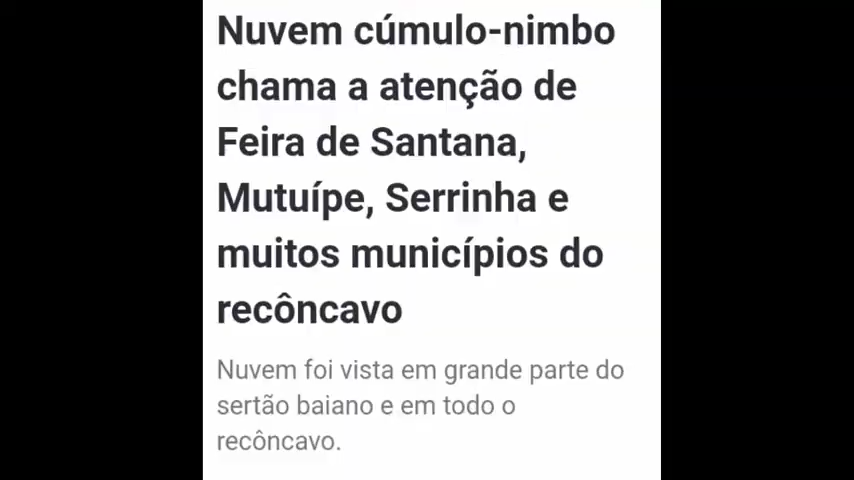 Nuvem cúmulo-nimbo
chama a atenção de
Feira de Santana,
Mutuípe, Serrinha e
muitos municípios do
recôncavo
Nuvem foi vista em grande parte do
sertão baiano e em todo o
recôncavo.